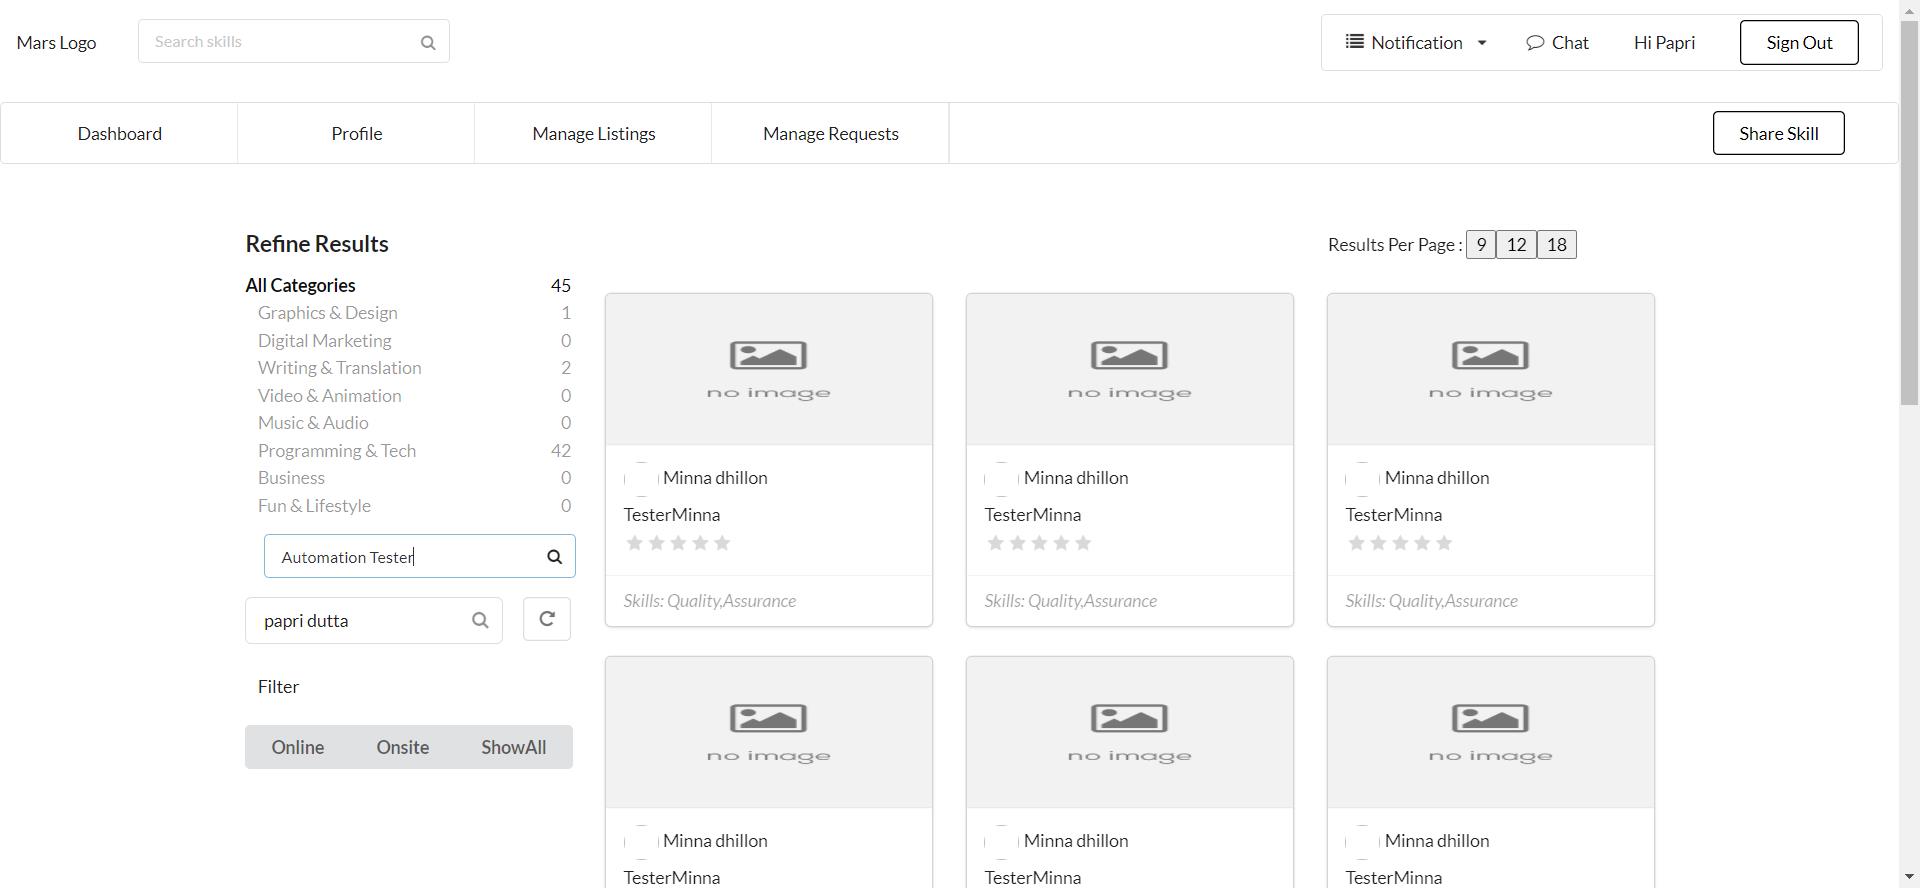 Mars Logo
Search skills
Notification
Chat
Hi Papri
Sign Out
Dashboard
Profile
Manage Listings
Manage Requests
Share Skill
Refine Results
All Categories 45
Graphics & Design 1
Digital Marketing 0
Writing & Translation 2
Video & Animation 0
Music & Audio 0
Programming & Tech 42
Business 0
Fun & Lifestyle 0
Automation Tester
papri dutta
Filter
Online Onsite ShowAll
Results Per Page : 9 12 18
no image
Minna dhillon
TesterMinna
Skills: Quality,Assurance
no image
Minna dhillon
TesterMinna
Skills: Quality,Assurance
no image
Minna dhillon
TesterMinna
Skills: Quality,Assurance
no image
Minna dhillon
TesterMinna
no image
Minna dhillon
TesterMinna
no image
Minna dhillon
TesterMinna